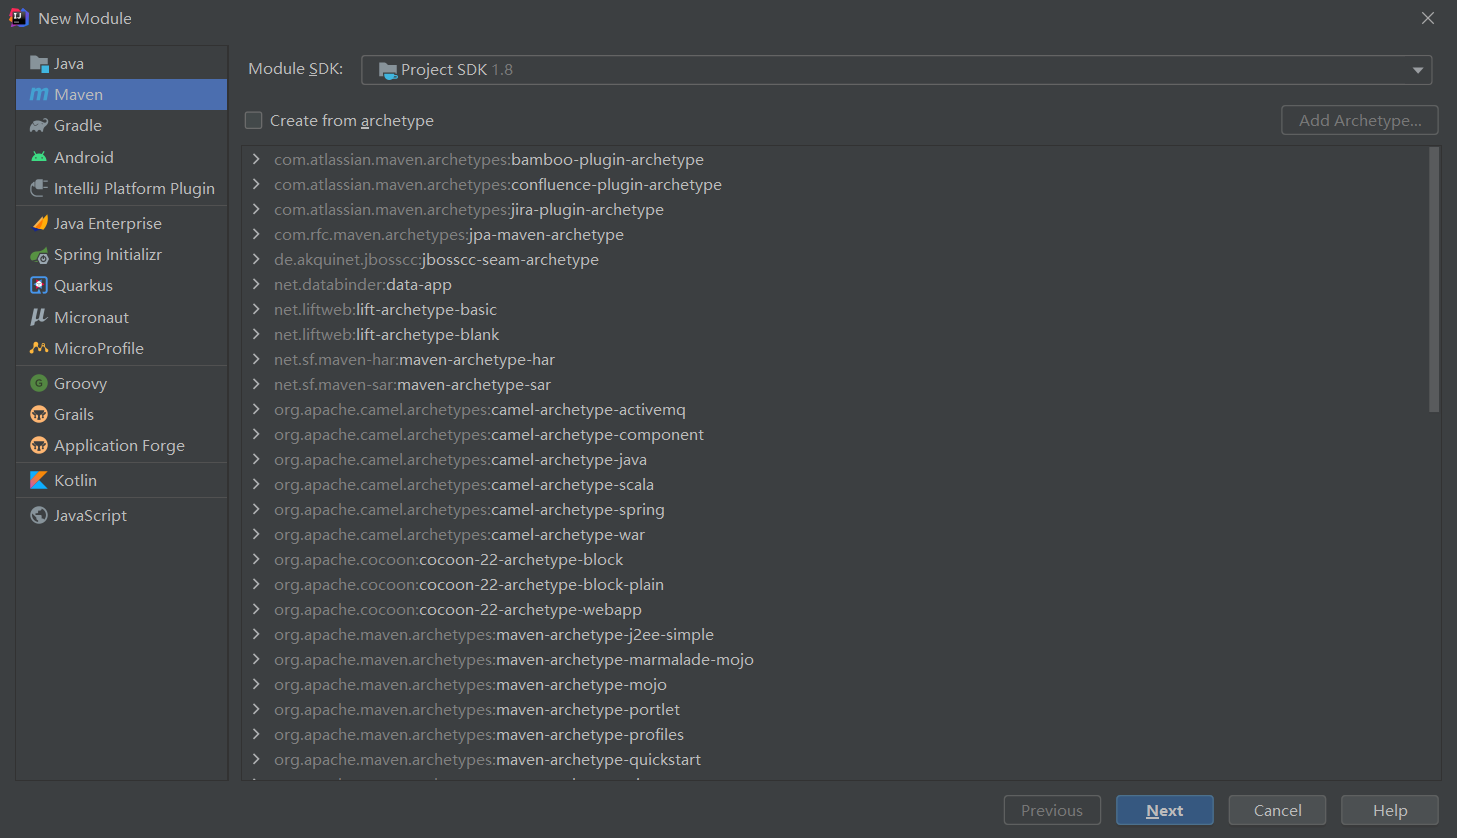 New Module
Java
Maven
Gradle
Android
IntelliJ Platform Plugin
Java Enterprise
Spring Initializr
Quarkus
Micronaut
MicroProfile
Groovy
Grails
Application Forge
Kotlin
JavaScript
Module SDK:
Project SDK 1.8
Create from archetype
Add Archetype...
com.atlassian.maven.archetypes:bamboo-plugin-archetype
com.atlassian.maven.archetypes:confluence-plugin-archetype
com.atlassian.maven.archetypes:jira-plugin-archetype
com.rfc.maven.archetypes:jpa-maven-archetype
de.akquinet.jbosscc:jbosscc-seam-archetype
net.databinder:data-app
net.liftweb:lift-archetype-basic
net.liftweb:lift-archetype-blank
net.sf.maven-har:maven-archetype-har
net.sf.maven-sar:maven-archetype-sar
org.apache.camel.archetypes:camel-archetype-activemq
org.apache.camel.archetypes:camel-archetype-component
org.apache.camel.archetypes:camel-archetype-java
org.apache.camel.archetypes:camel-archetype-scala
org.apache.camel.archetypes:camel-archetype-spring
org.apache.camel.archetypes:camel-archetype-war
org.apache.cocoon:cocoon-22-archetype-block
org.apache.cocoon:cocoon-22-archetype-block-plain
org.apache.cocoon:cocoon-22-archetype-webapp
org.apache.maven.archetypes:maven-archetype-j2ee-simple
org.apache.maven.archetypes:maven-archetype-marmalade-mojo
org.apache.maven.archetypes:maven-archetype-mojo
org.apache.maven.archetypes:maven-archetype-portlet
org.apache.maven.archetypes:maven-archetype-profiles
org.apache.maven.archetypes:maven-archetype-quickstart
Previous
Next
Cancel
Help